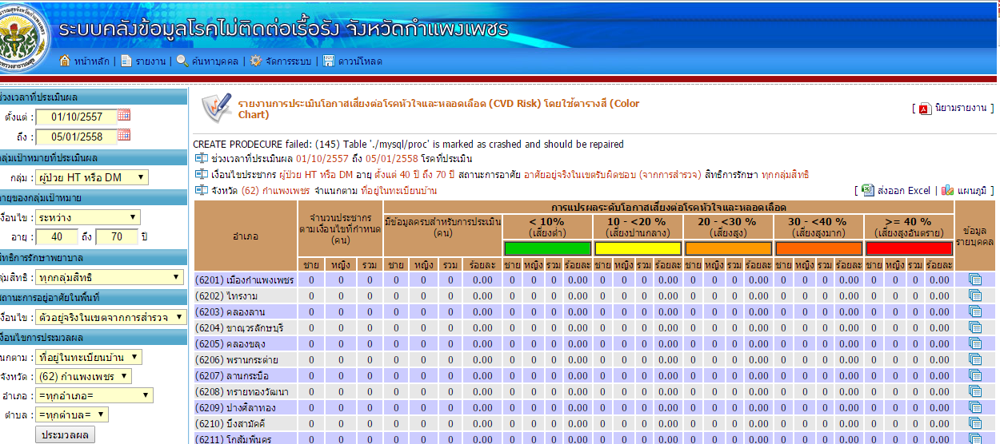 ระบบคลังข้อมูลโรคไม่ติดต่อเรื้อรัง จังหวัดกำแพงเพชร
หน้าหลัก | รายงาน | ค้นหาบุคคล | จัดการระบบ | ดาวน์โหลด
ช่วงเวลาที่ประเมินผล
ตั้งแต่ : 01/10/2557
ถึง : 05/01/2558
กลุ่มเป้าหมายที่ประเมินผล
กลุ่ม : ผู้ป่วย HT หรือ DM
อายุของกลุ่มเป้าหมาย
เงื่อนไข : ระหว่าง
อายุ : 40 ถึง 70 ปี
สิทธิการรักษาพยาบาล
กลุ่มสิทธิ : ทุกกลุ่มสิทธิ
สถานะการอยู่อาศัยในพื้นที่
เงื่อนไข : ตัวอยู่จริงในเขตจากการสำรวจ
เงื่อนไขการประมวลผล
แนกตาม : ที่อยู่ในทะเบียนบ้าน
จังหวัด : (62) กำแพงเพชร
อำเภอ : =ทุกอำเภอ=
ตำบล : =ทุกตำบล=
ประมวลผล
รายงานการประเมินโอกาสเสี่ยงต่อโรคหัวใจและหลอดเลือด (CVD Risk) โดยใช้ตารางสี (Color
Chart)
[ นิยามรายงาน ]
CREATE PRODECURE failed: (145) Table './mysql/proc' is marked as crashed and should be repaired
ช่วงเวลาที่ประเมินผล 01/10/2557 ถึง 05/01/2558 โรคที่ประเมิน
เงื่อนไขประชากร ผู้ป่วย HT หรือ DM อายุ ตั้งแต่ 40 ปี ถึง 70 ปี สถานะการอาศัย อาศัยอยู่จริงในเขตรับผิดชอบ (จากการสำรวจ) สิทธิการรักษา ทุกกลุ่มสิทธิ
จังหวัด (62) กำแพงเพชร จำแนกตาม ที่อยู่ในทะเบียนบ้าน
[ ส่งออก Excel | แผนภูมิ ]
อำเภอ
จำนวนประชากร
ตามเงื่อนไขที่กำหนด
(คน)
มีข้อมูลครบสำหรับการประเมิน
(คน)
การแปรผลระดับโอกาสเสี่ยงต่อโรคหัวใจและหลอดเลือด
< 10% 10 - <20 % 20 - <30 % 30 - <40 % >= 40 %
(เสี่ยงต่ำ) (เสี่ยงปานกลาง) (เสี่ยงสูง) (เสี่ยงสูงมาก) (เสี่ยงสูงอันตราย)
ข้อมูล
รายบุคคล
ชาย หญิง รวม ชาย หญิง รวม ร้อยละ ชาย หญิง รวม ร้อยละ ชาย หญิง รวม ร้อยละ ชาย หญิง รวม ร้อยละ ชาย หญิง รวม ร้อยละ ชาย หญิง รวม ร้อยละ
(6201) เมืองกำแพงเพชร 0 0 0 0 0 0 0.00 0 0 0 0.00 0 0 0 0.00 0 0 0 0.00 0 0 0 0.00 0 0 0 0.00
(6202) ไทรงาม 0 0 0 0 0 0 0.00 0 0 0 0.00 0 0 0 0.00 0 0 0 0.00 0 0 0 0.00 0 0 0 0.00
(6203) คลองลาน 0 0 0 0 0 0 0.00 0 0 0 0.00 0 0 0 0.00 0 0 0 0.00 0 0 0 0.00 0 0 0 0.00
(6204) ขาณุวรลักษบุรี 0 0 0 0 0 0 0.00 0 0 0 0.00 0 0 0 0.00 0 0 0 0.00 0 0 0 0.00 0 0 0 0.00
(6205) คลองขลุง 0 0 0 0 0 0 0.00 0 0 0 0.00 0 0 0 0.00 0 0 0 0.00 0 0 0 0.00 0 0 0 0.00
(6206) พรานกระต่าย 0 0 0 0 0 0 0.00 0 0 0 0.00 0 0 0 0.00 0 0 0 0.00 0 0 0 0.00 0 0 0 0.00
(6207) ลานกระบือ 0 0 0 0 0 0 0.00 0 0 0 0.00 0 0 0 0.00 0 0 0 0.00 0 0 0 0.00 0 0 0 0.00
(6208) ทรายทองวัฒนา 0 0 0 0 0 0 0.00 0 0 0 0.00 0 0 0 0.00 0 0 0 0.00 0 0 0 0.00 0 0 0 0.00
(6209) ปางศิลาทอง 0 0 0 0 0 0 0.00 0 0 0 0.00 0 0 0 0.00 0 0 0 0.00 0 0 0 0.00 0 0 0 0.00
(6210) บึงสามัคคี 0 0 0 0 0 0 0.00 0 0 0 0.00 0 0 0 0.00 0 0 0 0.00 0 0 0 0.00 0 0 0 0.00
(6211) โกสัมพีนคร 0 0 0 0 0 0 0.00 0 0 0 0.00 0 0 0 0.00 0 0 0 0.00 0 0 0 0.00 0 0 0 0.00